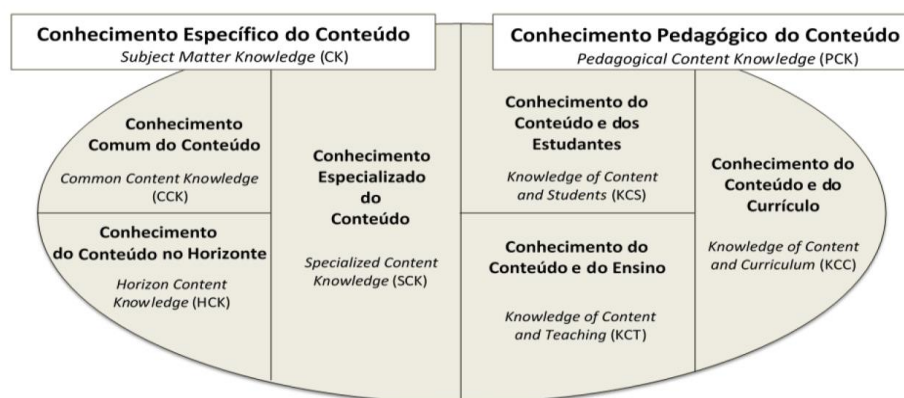 Conhecimento Específico do Conteúdo
Subject Matter Knowledge (CK)
Conhecimento Pedagógico do Conteúdo
Pedagogical Content Knowledge (PCK)
Conhecimento
Comum do Conteúdo
Common Content Knowledge
(CCK)
Conhecimento
do Conteúdo no Horizonte
Horizon Content
Knowledge (HCK)
Conhecimento
Especializado
do
Conteúdo
Specialized Content
Knowledge (SCK)
Conhecimento do
Conteúdo e dos
Estudantes
Knowledge of Content
and Students (KCS)
Conhecimento do
Conteúdo e do Ensino
Knowledge of Content
and Teaching (KCT)
Conhecimento do
Conteúdo e do
Currículo
Knowledge of Content
and Curriculum (KCC)